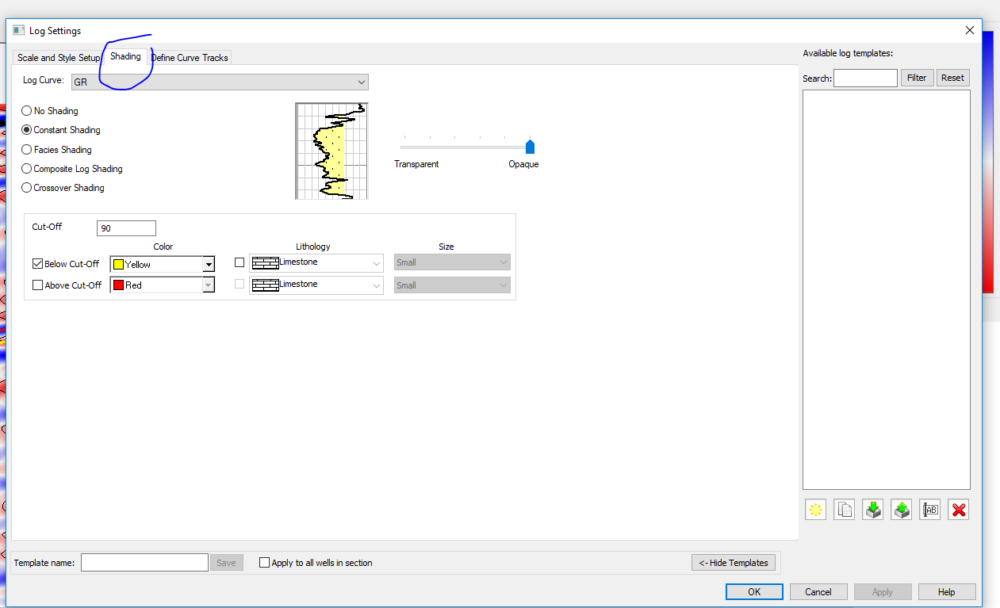 Log Settings
Scale and Style Setup
Shading
Define Curve Tracks
Log Curve: GR
No Shading
Constant Shading
Facies Shading
Composite Log Shading
Crossover Shading
Transparent
Opaque
Cut-Off 90
Color Lithology Size
Below Cut-Off Yellow Limestone Small
Above Cut-Off Red Limestone Small
Available log templates:
Search: Filter Reset
AB
Template name: Save Apply to all wells in section <- Hide Templates
OK Cancel Apply Help